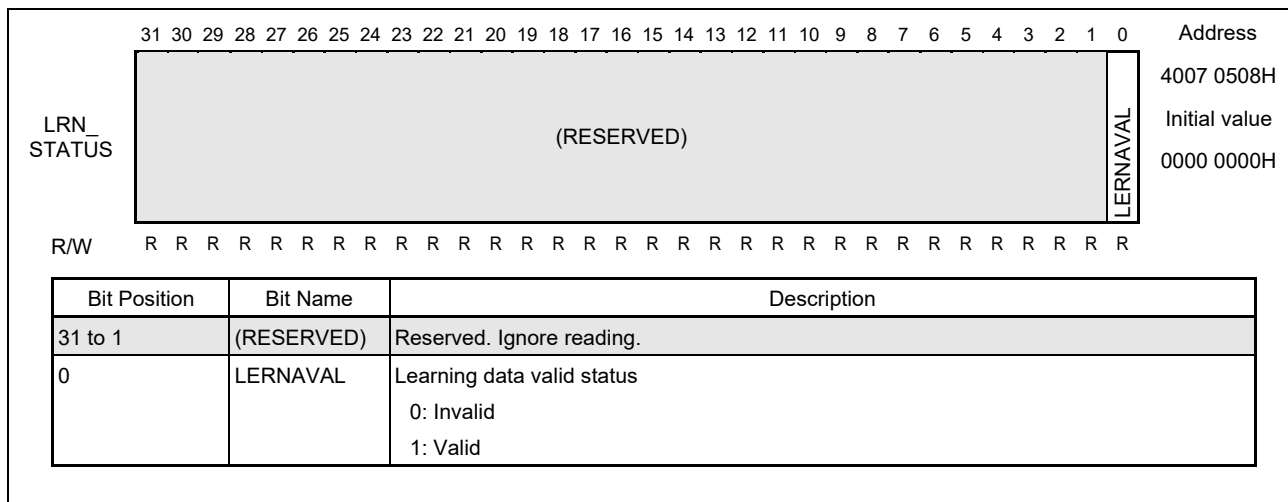 31 30 29 28 27 26 25 24 23 22 21 20 19 18 17 16 15 14 13 12 11 10 9 8 7 6 5 4 3 2 1 0 Address
4007 0508H
Initial value
0000 0000H
LRN_
STATUS
(RESERVED)
LERNAVAL
R/W R R R R R R R R R R R R R R R R R R R R R R R R R R R R R R R R
Bit Position Bit Name Description
31 to 1 (RESERVED) Reserved. Ignore reading.
0 LERNAVAL Learning data valid status
0: Invalid
1: Valid